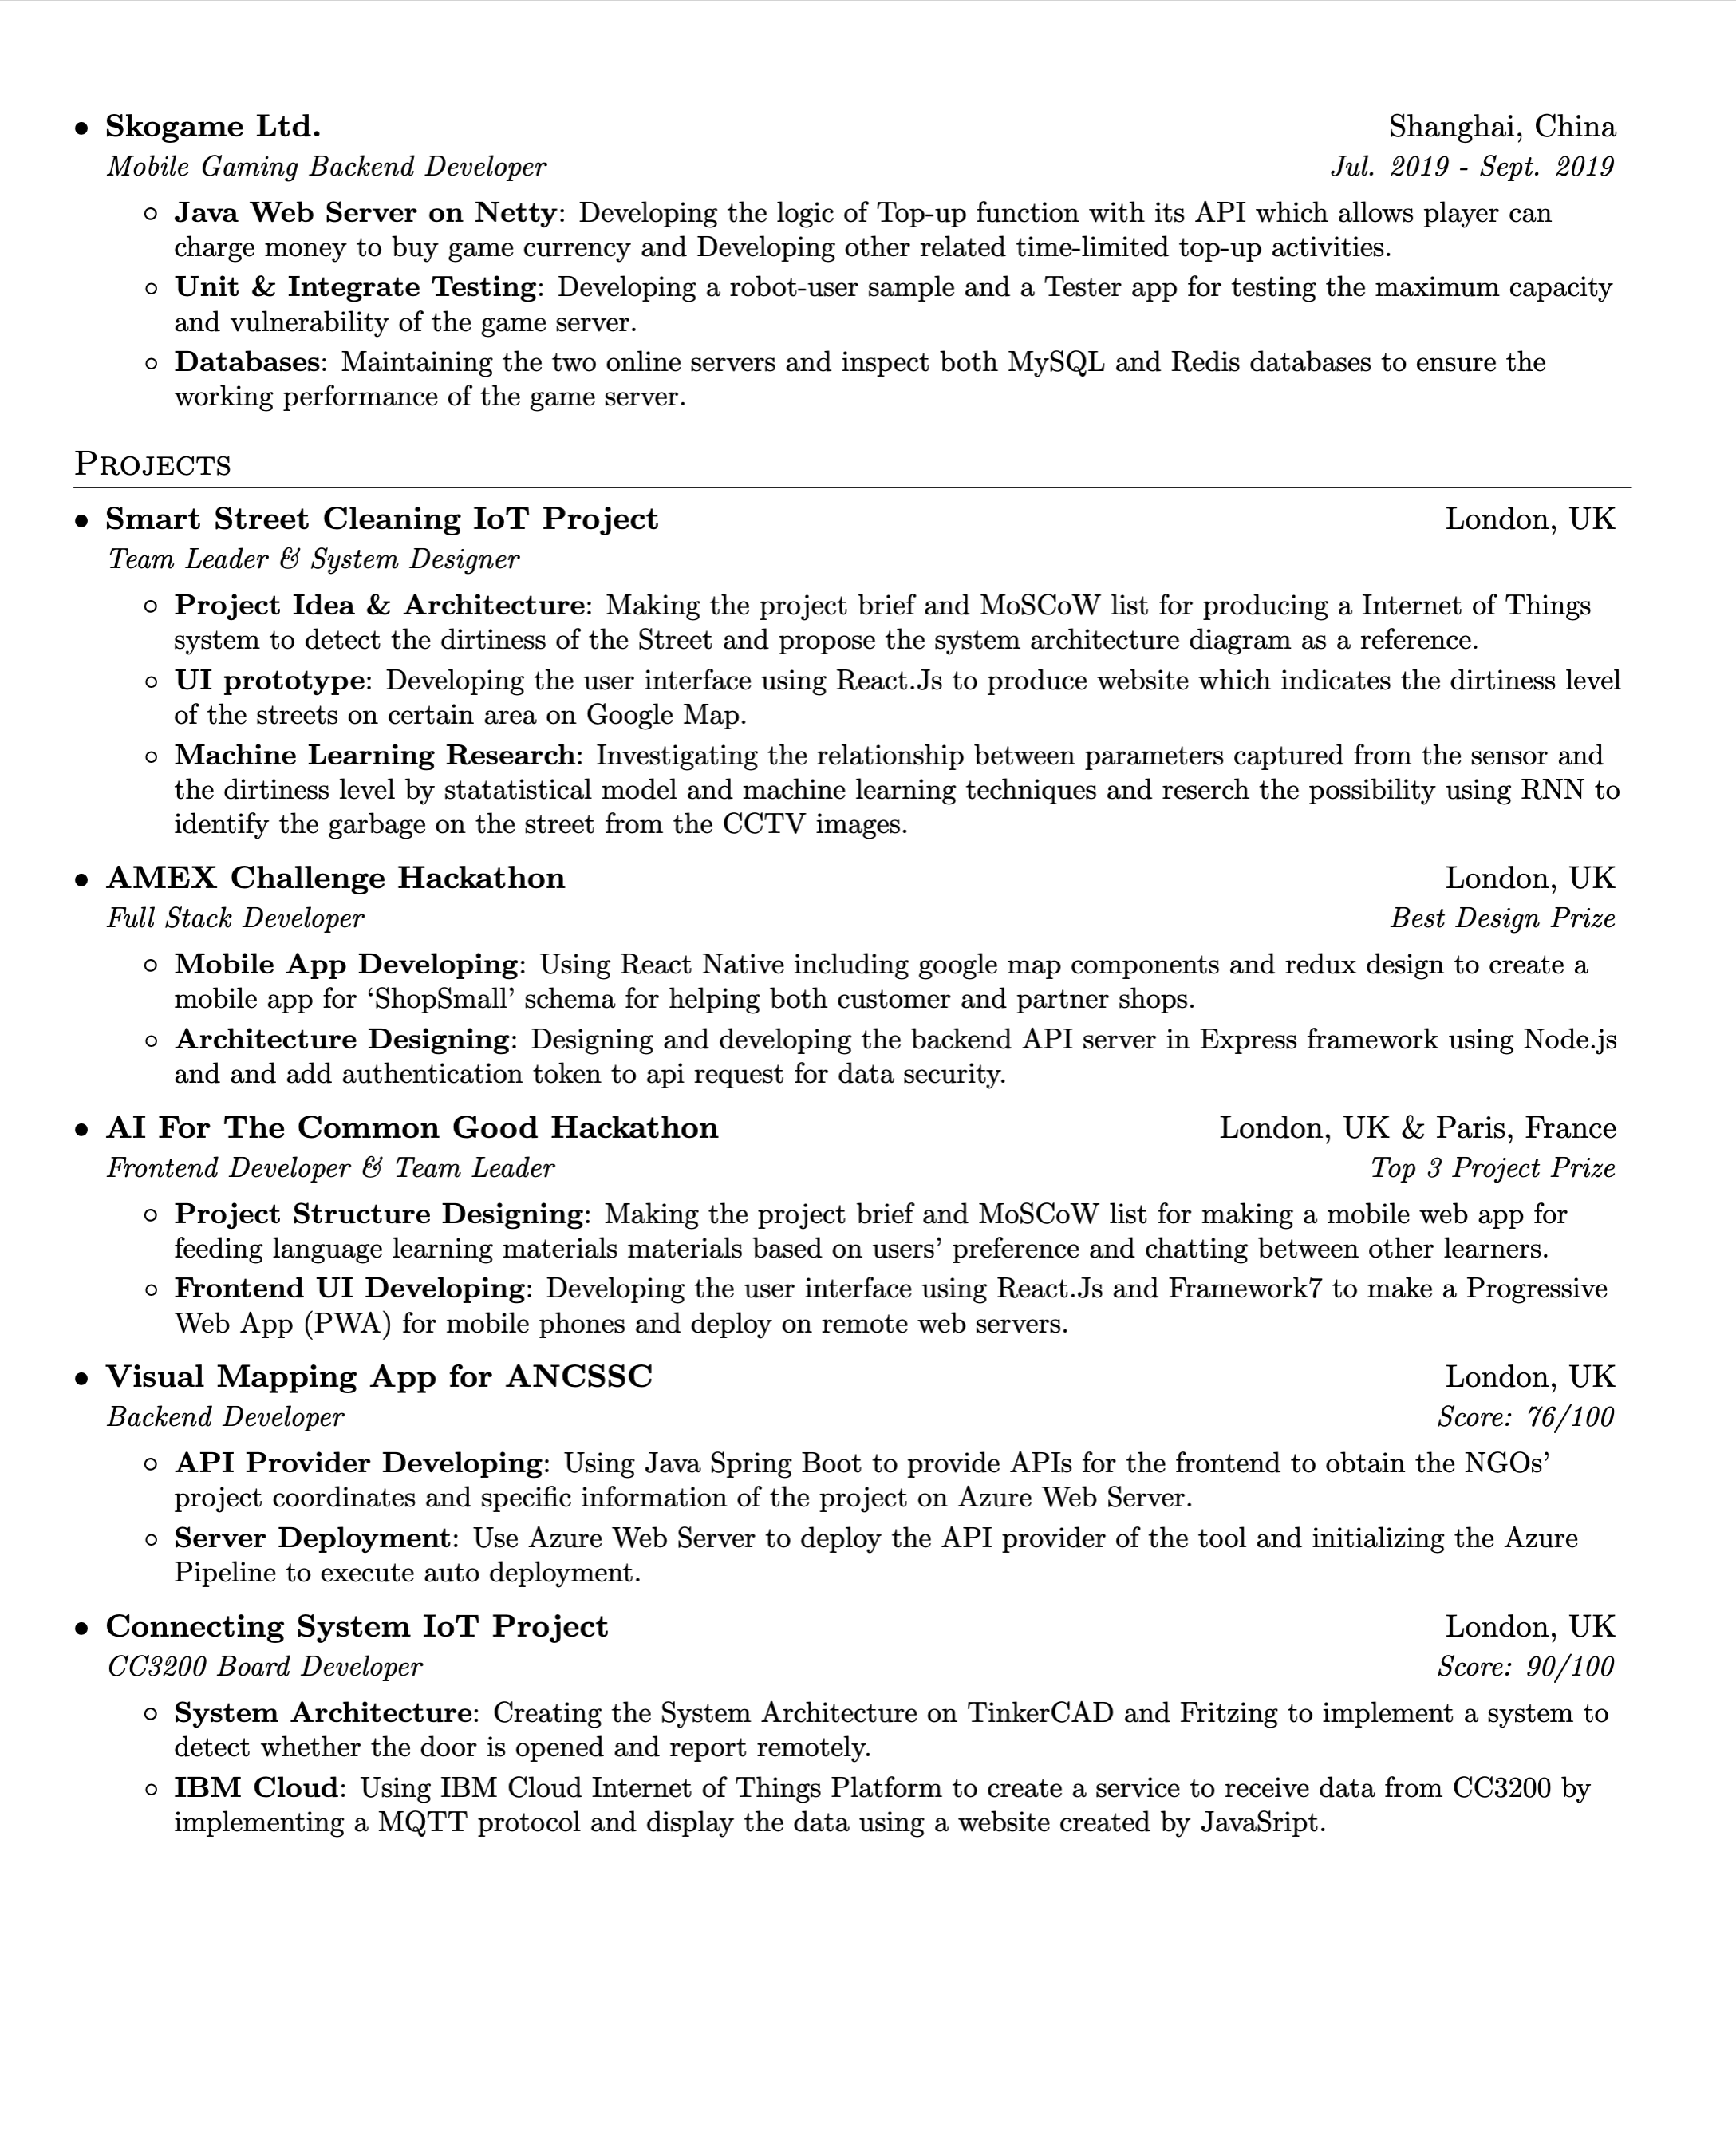 • Skogame Ltd. Shanghai, China
Mobile Gaming Backend Developer Jul. 2019 - Sept. 2019
◦ Java Web Server on Netty: Developing the logic of Top-up function with its API which allows player can
charge money to buy game currency and Developing other related time-limited top-up activities.
◦ Unit & Integrate Testing: Developing a robot-user sample and a Tester app for testing the maximum capacity
and vulnerability of the game server.
◦ Databases: Maintaining the two online servers and inspect both MySQL and Redis databases to ensure the
working performance of the game server.
Projects
• Smart Street Cleaning IoT Project London, UK
Team Leader & System Designer
◦ Project Idea & Architecture: Making the project brief and MoSCoW list for producing a Internet of Things
system to detect the dirtiness of the Street and propose the system architecture diagram as a reference.
◦ UI prototype: Developing the user interface using React.Js to produce website which indicates the dirtiness level
of the streets on certain area on Google Map.
◦ Machine Learning Research: Investigating the relationship between parameters captured from the sensor and
the dirtiness level by statatistical model and machine learning techniques and reserch the possibility using RNN to
identify the garbage on the street from the CCTV images.
• AMEX Challenge Hackathon London, UK
Full Stack Developer Best Design Prize
◦ Mobile App Developing: Using React Native including google map components and redux design to create a
mobile app for ‘ShopSmall’ schema for helping both customer and partner shops.
◦ Architecture Designing: Designing and developing the backend API server in Express framework using Node.js
and and add authentication token to api request for data security.
• AI For The Common Good Hackathon London, UK & Paris, France
Frontend Developer & Team Leader Top 3 Project Prize
◦ Project Structure Designing: Making the project brief and MoSCoW list for making a mobile web app for
feeding language learning materials materials based on users’ preference and chatting between other learners.
◦ Frontend UI Developing: Developing the user interface using React.Js and Framework7 to make a Progressive
Web App (PWA) for mobile phones and deploy on remote web servers.
• Visual Mapping App for ANCSSC London, UK
Backend Developer Score: 76/100
◦ API Provider Developing: Using Java Spring Boot to provide APIs for the frontend to obtain the NGOs’
project coordinates and specific information of the project on Azure Web Server.
◦ Server Deployment: Use Azure Web Server to deploy the API provider of the tool and initializing the Azure
Pipeline to execute auto deployment.
• Connecting System IoT Project London, UK
CC3200 Board Developer Score: 90/100
◦ System Architecture: Creating the System Architecture on TinkerCAD and Fritzing to implement a system to
detect whether the door is opened and report remotely.
◦ IBM Cloud: Using IBM Cloud Internet of Things Platform to create a service to receive data from CC3200 by
implementing a MQTT protocol and display the data using a website created by JavaSript.